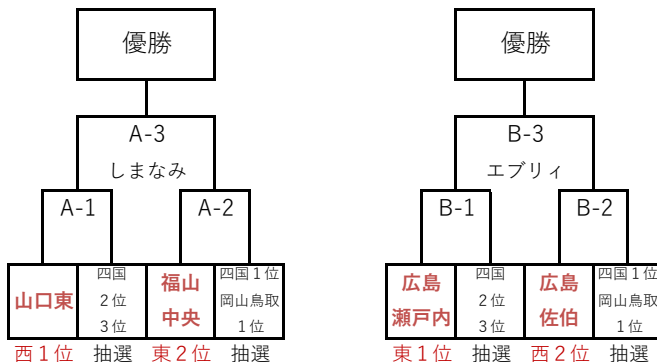 優勝
A-3
しまなみ
A-1
A-2
山口東
四国
2位
3位
福山
中央
四国1位
岡山鳥取
1位
西1位
抽選
東2位
抽選
優勝
B-3
エブリィ
B-1
B-2
広島
瀬戸内
四国
2位
3位
広島
佐伯
四国1位
岡山鳥取
1位
東1位
抽選
西2位
抽選